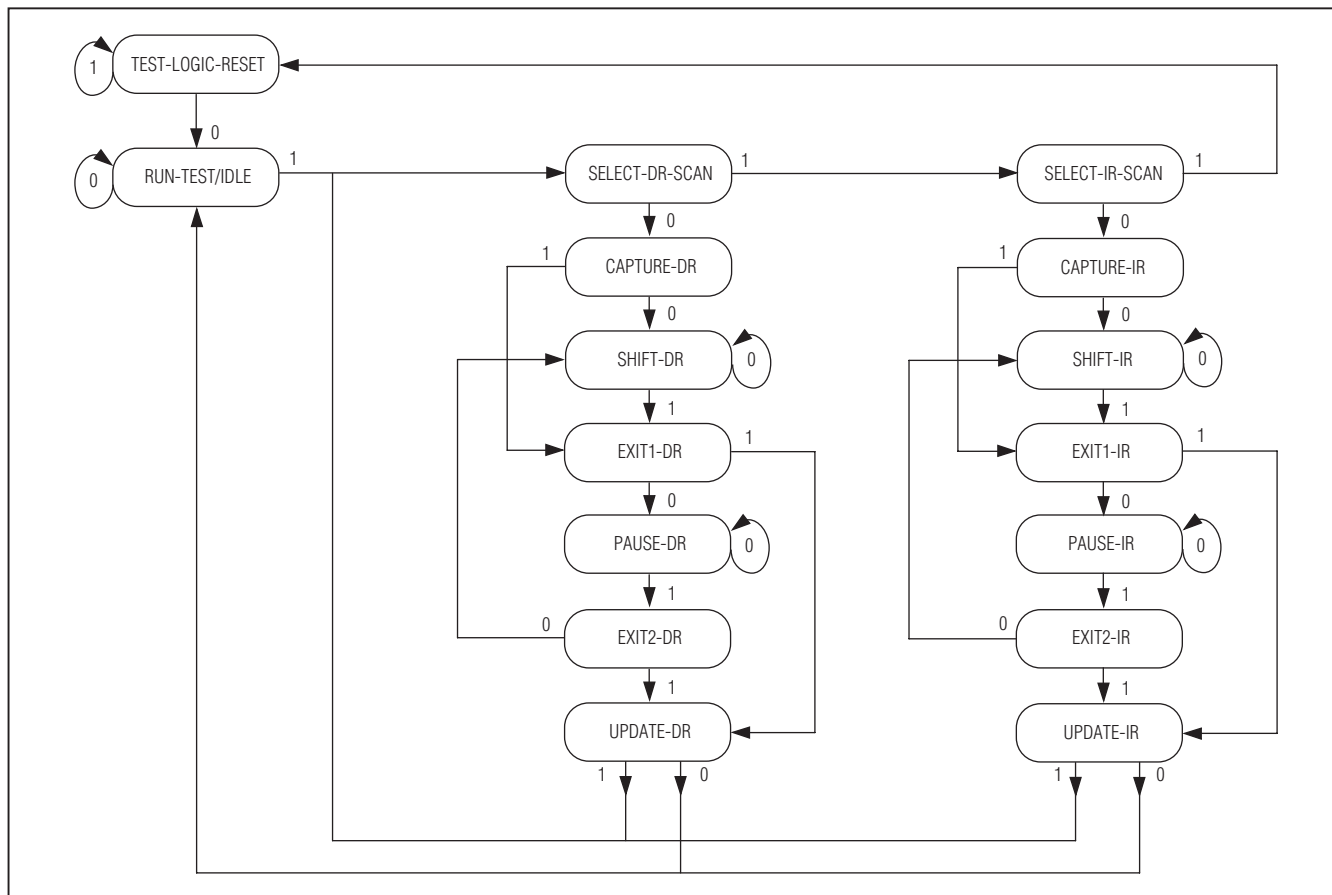 TEST-LOGIC-RESET
1
0
RUN-TEST/IDLE
0
1
SELECT-DR-SCAN
1
SELECT-IR-SCAN
1
0
0
1
CAPTURE-DR
1
CAPTURE-IR
0
0
SHIFT-DR
0
SHIFT-IR
0
1
1
EXIT1-DR
1
EXIT1-IR
1
0
0
PAUSE-DR
0
PAUSE-IR
0
1
1
0
EXIT2-DR
0
EXIT2-IR
1
1
UPDATE-DR
UPDATE-IR
1
0
1
0